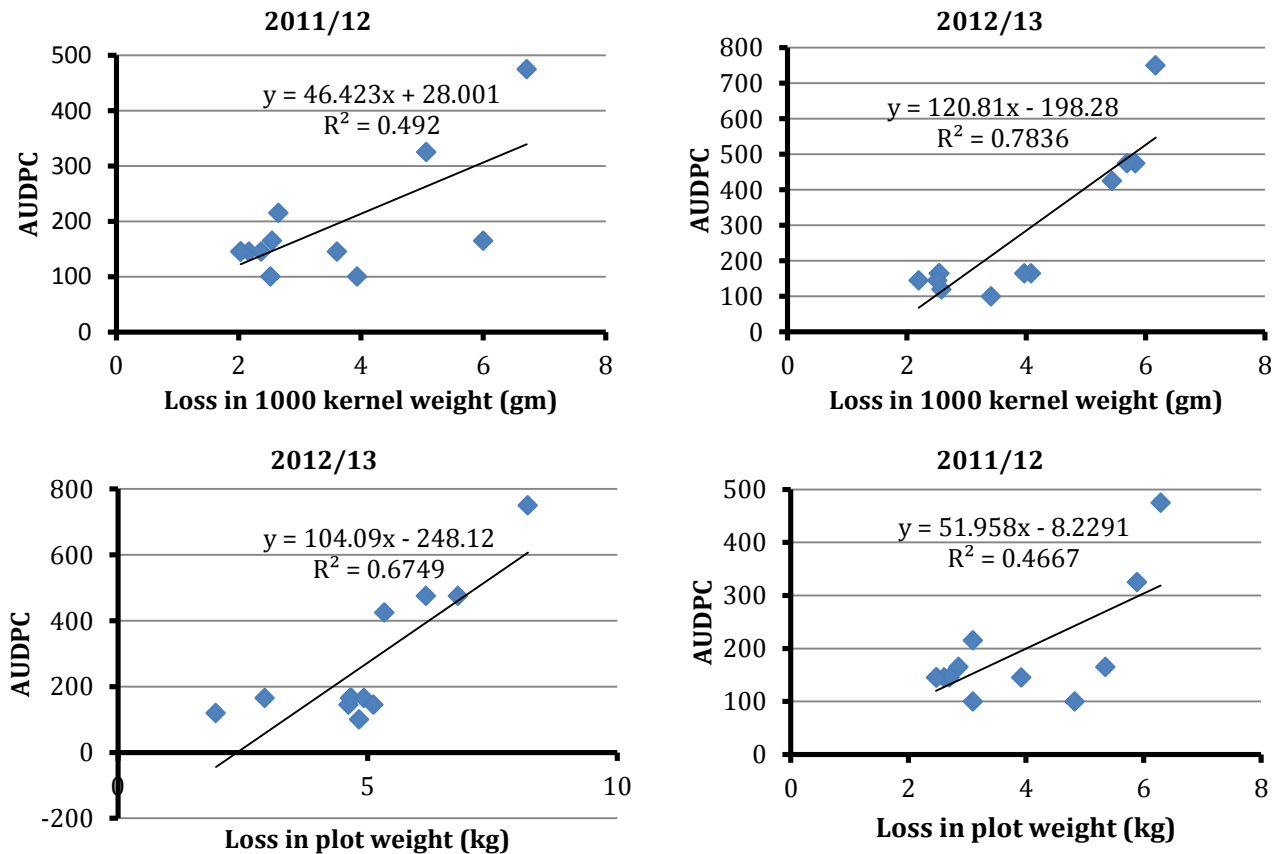 2011/12
500
400
300
200
100
0
AUDPC
y = 46.423x + 28.001
R² = 0.492
0 2 4 6 8
Loss in 1000 kernel weight (gm)
2012/13
800
700
600
500
400
300
200
100
0
AUDPC
y = 120.81x - 198.28
R² = 0.7836
0 2 4 6 8
Loss in 1000 kernel weight (gm)
2012/13
800
600
400
200
0
-200
AUDPC
y = 104.09x - 248.12
R² = 0.6749
0 5 10
Loss in plot weight (kg)
2011/12
500
400
300
200
100
0
AUDPC
y = 51.958x - 8.2291
R² = 0.4667
0 2 4 6 8
Loss in plot weight (kg)